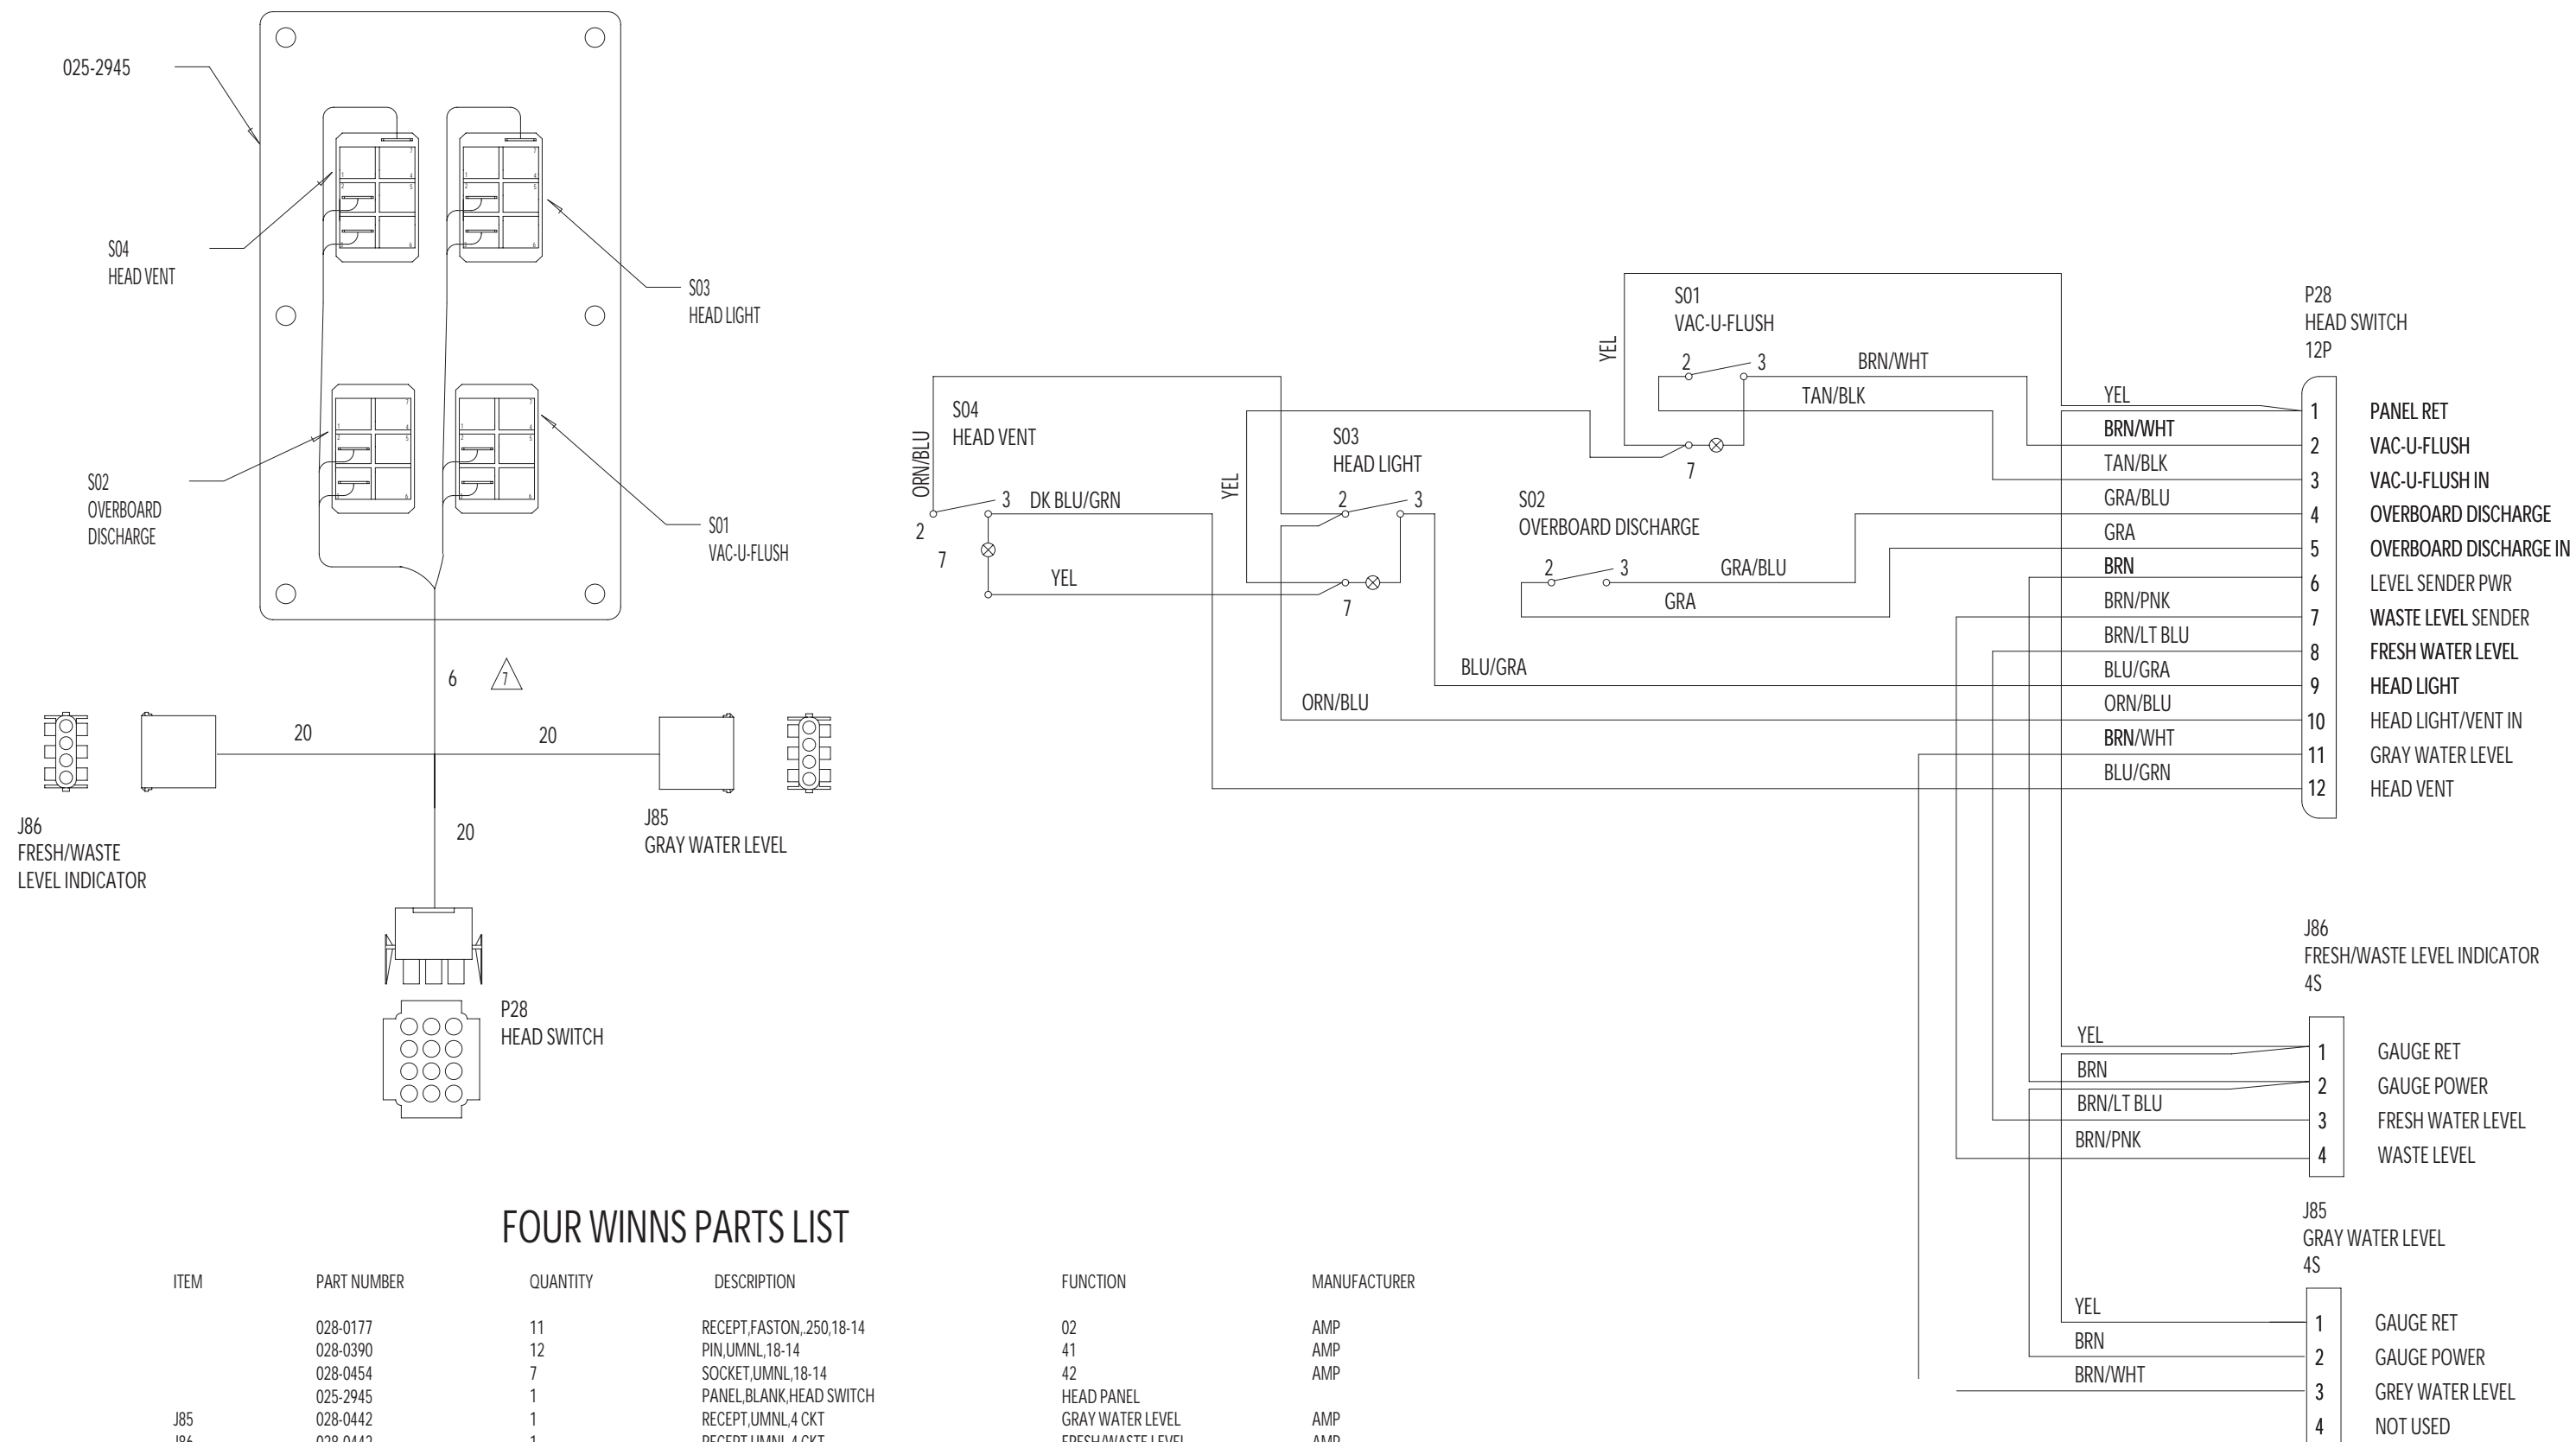 025-2945
S04
HEAD VENT
S03
HEAD LIGHT
S02
OVERBOARD
DISCHARGE
S01
VAC-U-FLUSH
6
7
20
20
20
J86
FRESH/WASTE
LEVEL INDICATOR
J85
GRAY WATER LEVEL
P28
HEAD SWITCH
S04
HEAD VENT
ORN/BLU
2
3
DK BLU/GRN
7
YEL
YEL
S03
HEAD LIGHT
2
3
7
S02
OVERBOARD DISCHARGE
2
3
GRA/BLU
GRA
S01
VAC-U-FLUSH
YEL
2
3
BRN/WHT
TAN/BLK
7
BLU/GRA
ORN/BLU
P28
HEAD SWITCH
12P
YEL 1 PANEL RET
BRN/WHT 2 VAC-U-FLUSH
TAN/BLK 3 VAC-U-FLUSH IN
GRA/BLU 4 OVERBOARD DISCHARGE
GRA 5 OVERBOARD DISCHARGE IN
BRN 6 LEVEL SENDER PWR
BRN/PNK 7 WASTE LEVEL SENDER
BRN/LT BLU 8 FRESH WATER LEVEL
BLU/GRA 9 HEAD LIGHT
ORN/BLU 10 HEAD LIGHT/VENT IN
BRN/WHT 11 GRAY WATER LEVEL
BLU/GRN 12 HEAD VENT
J86
FRESH/WASTE LEVEL INDICATOR
4S
YEL 1 GAUGE RET
BRN 2 GAUGE POWER
BRN/LT BLU 3 FRESH WATER LEVEL
BRN/PNK 4 WASTE LEVEL
J85
GRAY WATER LEVEL
4S
YEL 1 GAUGE RET
BRN 2 GAUGE POWER
BRN/WHT 3 GREY WATER LEVEL
4 NOT USED
FOUR WINNS PARTS LIST
ITEM PART NUMBER QUANTITY DESCRIPTION FUNCTION MANUFACTURER
028-0177 11 RECEPT,FASTON,.250,18-14 02 AMP
028-0390 12 PIN,UMNL,18-14 41 AMP
028-0454 7 SOCKET,UMNL,18-14 42 AMP
025-2945 1 PANEL,BLANK,HEAD SWITCH HEAD PANEL
J85 028-0442 1 RECEPT,UMNL,4 CKT GRAY WATER LEVEL AMP
J86 028-0442 1 RECEPT,UMNL,4 CKT FRESH/WASTE LEVEL AMP